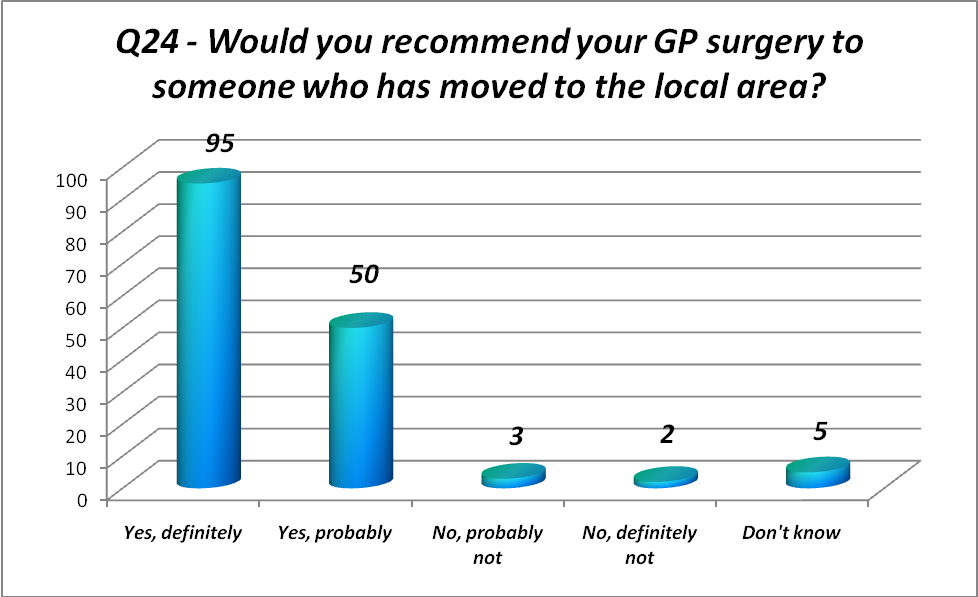 Q24 - Would you recommend your GP surgery to
someone who has moved to the local area?
95
50
3
2
5
100
90
80
70
60
50
40
30
20
10
0
Yes, definitely
Yes, probably
No, probably
not
No, definitely
not
Don't know